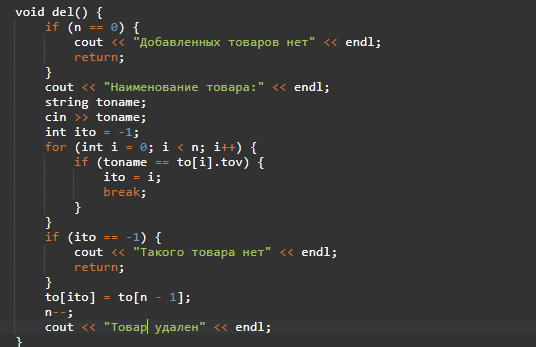 void del() {
    if (n == 0) {
        cout << "Добавленных товаров нет" << endl;
        return;
    }
    cout << "Наименование товара:" << endl;
    string toname;
    cin >> toname;
    int ito = -1;
    for (int i = 0; i < n; i++) {
        if (toname == to[i].tov) {
            ito = i;
            break;
        }
    }
    if (ito == -1) {
        cout << "Такого товара нет" << endl;
        return;
    }
    to[ito] = to[n - 1];
    n--;
    cout << "Товар удален" << endl;
}